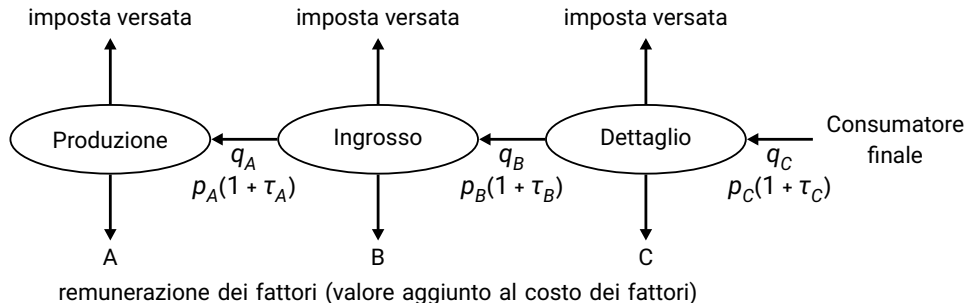 imposta versata imposta versata imposta versata
Produzione Ingrosso Dettaglio Consumatore
finale
q_A q_B q_C
p_A(1 + τ_A) p_B(1 + τ_B) p_C(1 + τ_C)
A B C
remunerazione dei fattori (valore aggiunto al costo dei fattori)